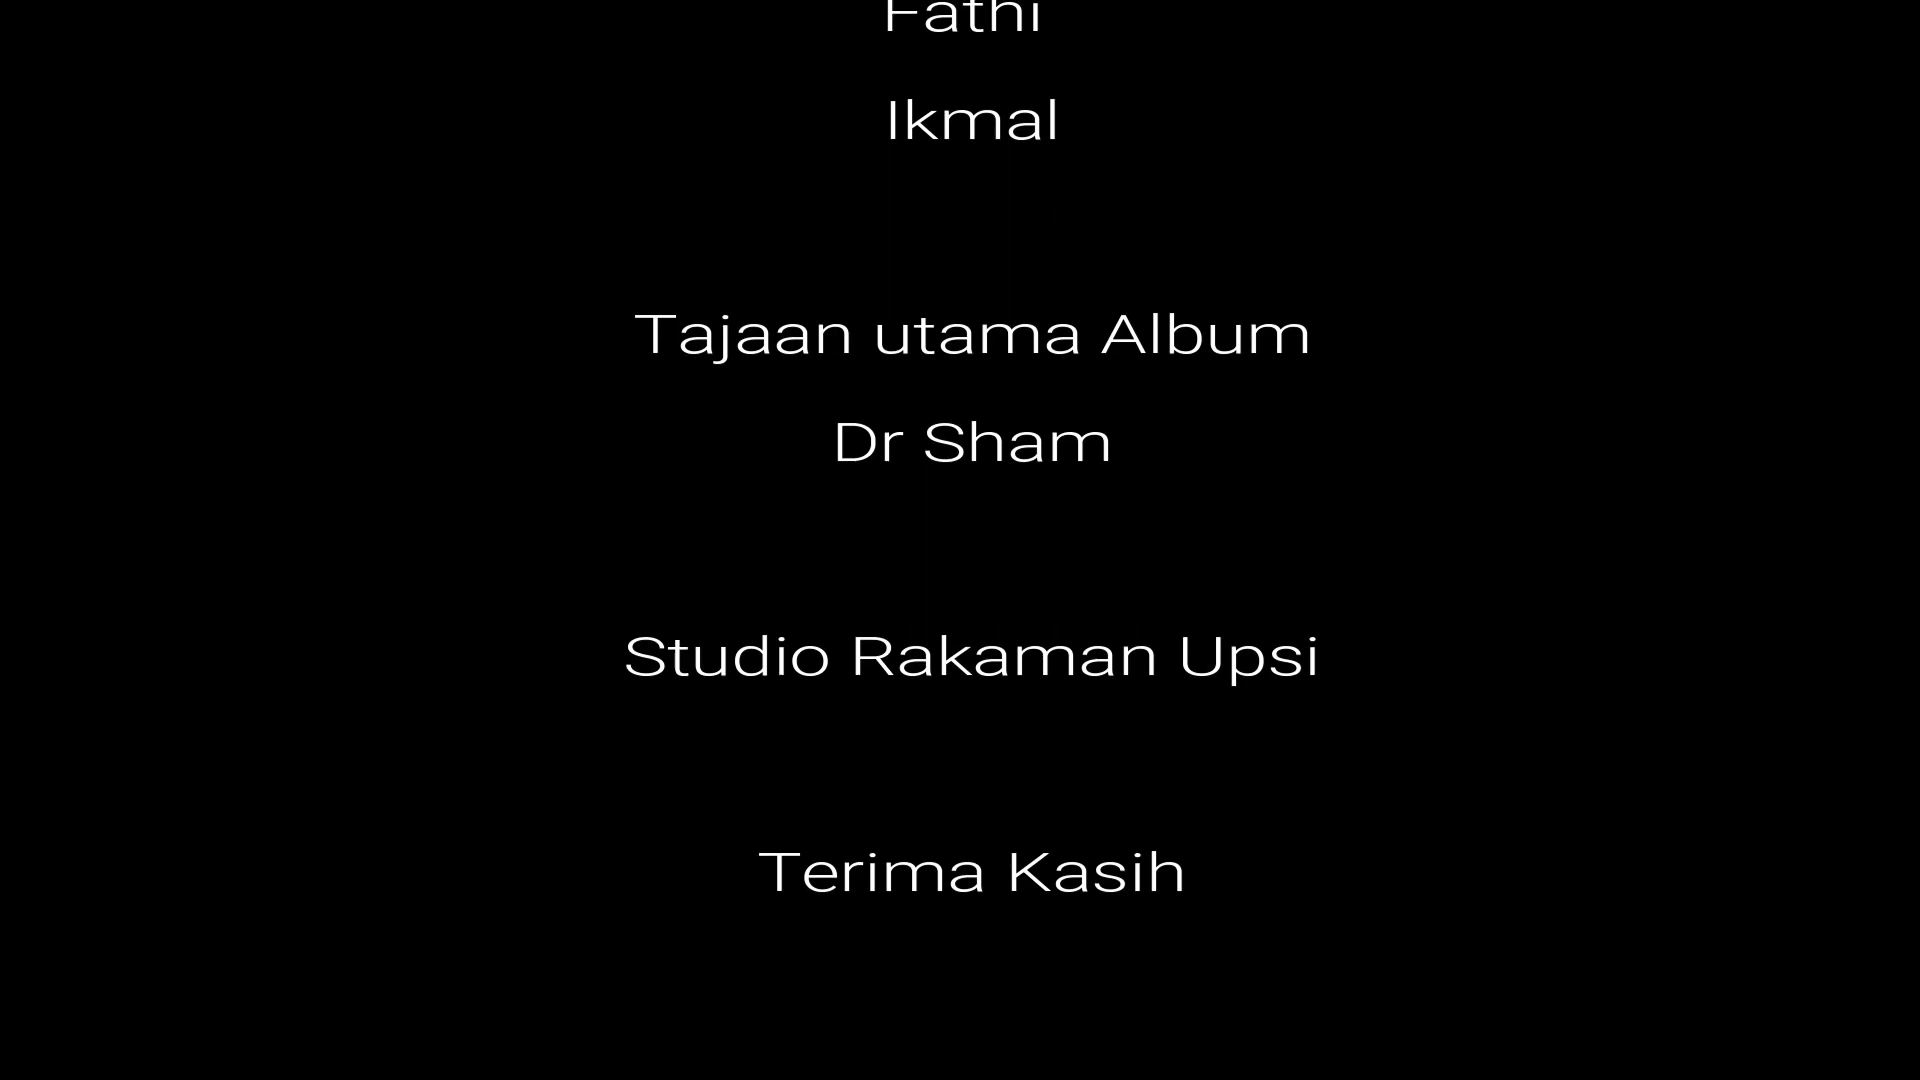 Fathi
Ikmal
Tajaan utama Album
Dr Sham
Studio Rakaman Upsi
Terima Kasih